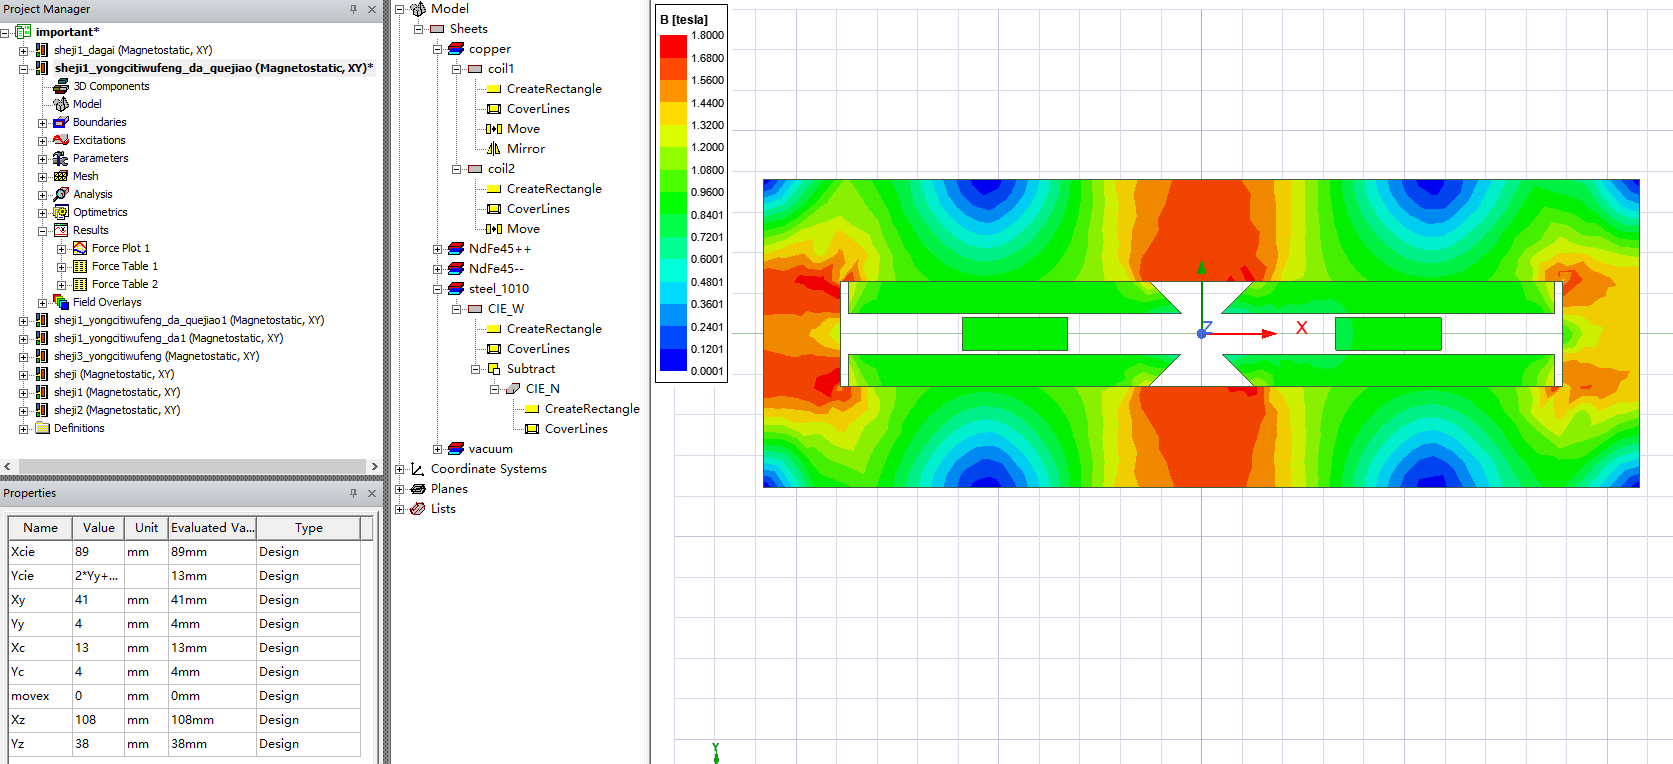 Project Manager
important*
sheji1_dagai (Magnetostatic, XY)
sheji1_yongcitiwufeng_da_quejiao (Magnetostatic, XY)*
3D Components
Model
Boundaries
Excitations
Parameters
Mesh
Analysis
Optimetrics
Results
Force Plot 1
Force Table 1
Force Table 2
Field Overlays
sheji1_yongcitiwufeng_da_quejiao1 (Magnetostatic, XY)
sheji1_yongcitiwufeng_da1 (Magnetostatic, XY)
sheji3_yongcitiwufeng (Magnetostatic, XY)
sheji (Magnetostatic, XY)
sheji1 (Magnetostatic, XY)
sheji2 (Magnetostatic, XY)
Definitions
Properties
Name Value Unit Evaluated Va... Type
Xcie 89 mm 89mm Design
Ycie 2*Yy+... 13mm Design
Xy 41 mm 41mm Design
Yy 4 mm 4mm Design
Xc 13 mm 13mm Design
Yc 4 mm 4mm Design
movex 0 mm 0mm Design
Xz 108 mm 108mm Design
Yz 38 mm 38mm Design
Model
Sheets
copper
coil1
CreateRectangle
CoverLines
Move
Mirror
coil2
CreateRectangle
CoverLines
Move
NdFe45++
NdFe45--
steel_1010
CIE_W
CreateRectangle
CoverLines
Subtract
CIE_N
CreateRectangle
CoverLines
vacuum
Coordinate Systems
Planes
Lists
B [tesla]
1.8000
1.6800
1.5600
1.4400
1.3200
1.2000
1.0800
0.9600
0.8401
0.7201
0.6001
0.4801
0.3601
0.2401
0.1201
0.0001
Z
X
Y